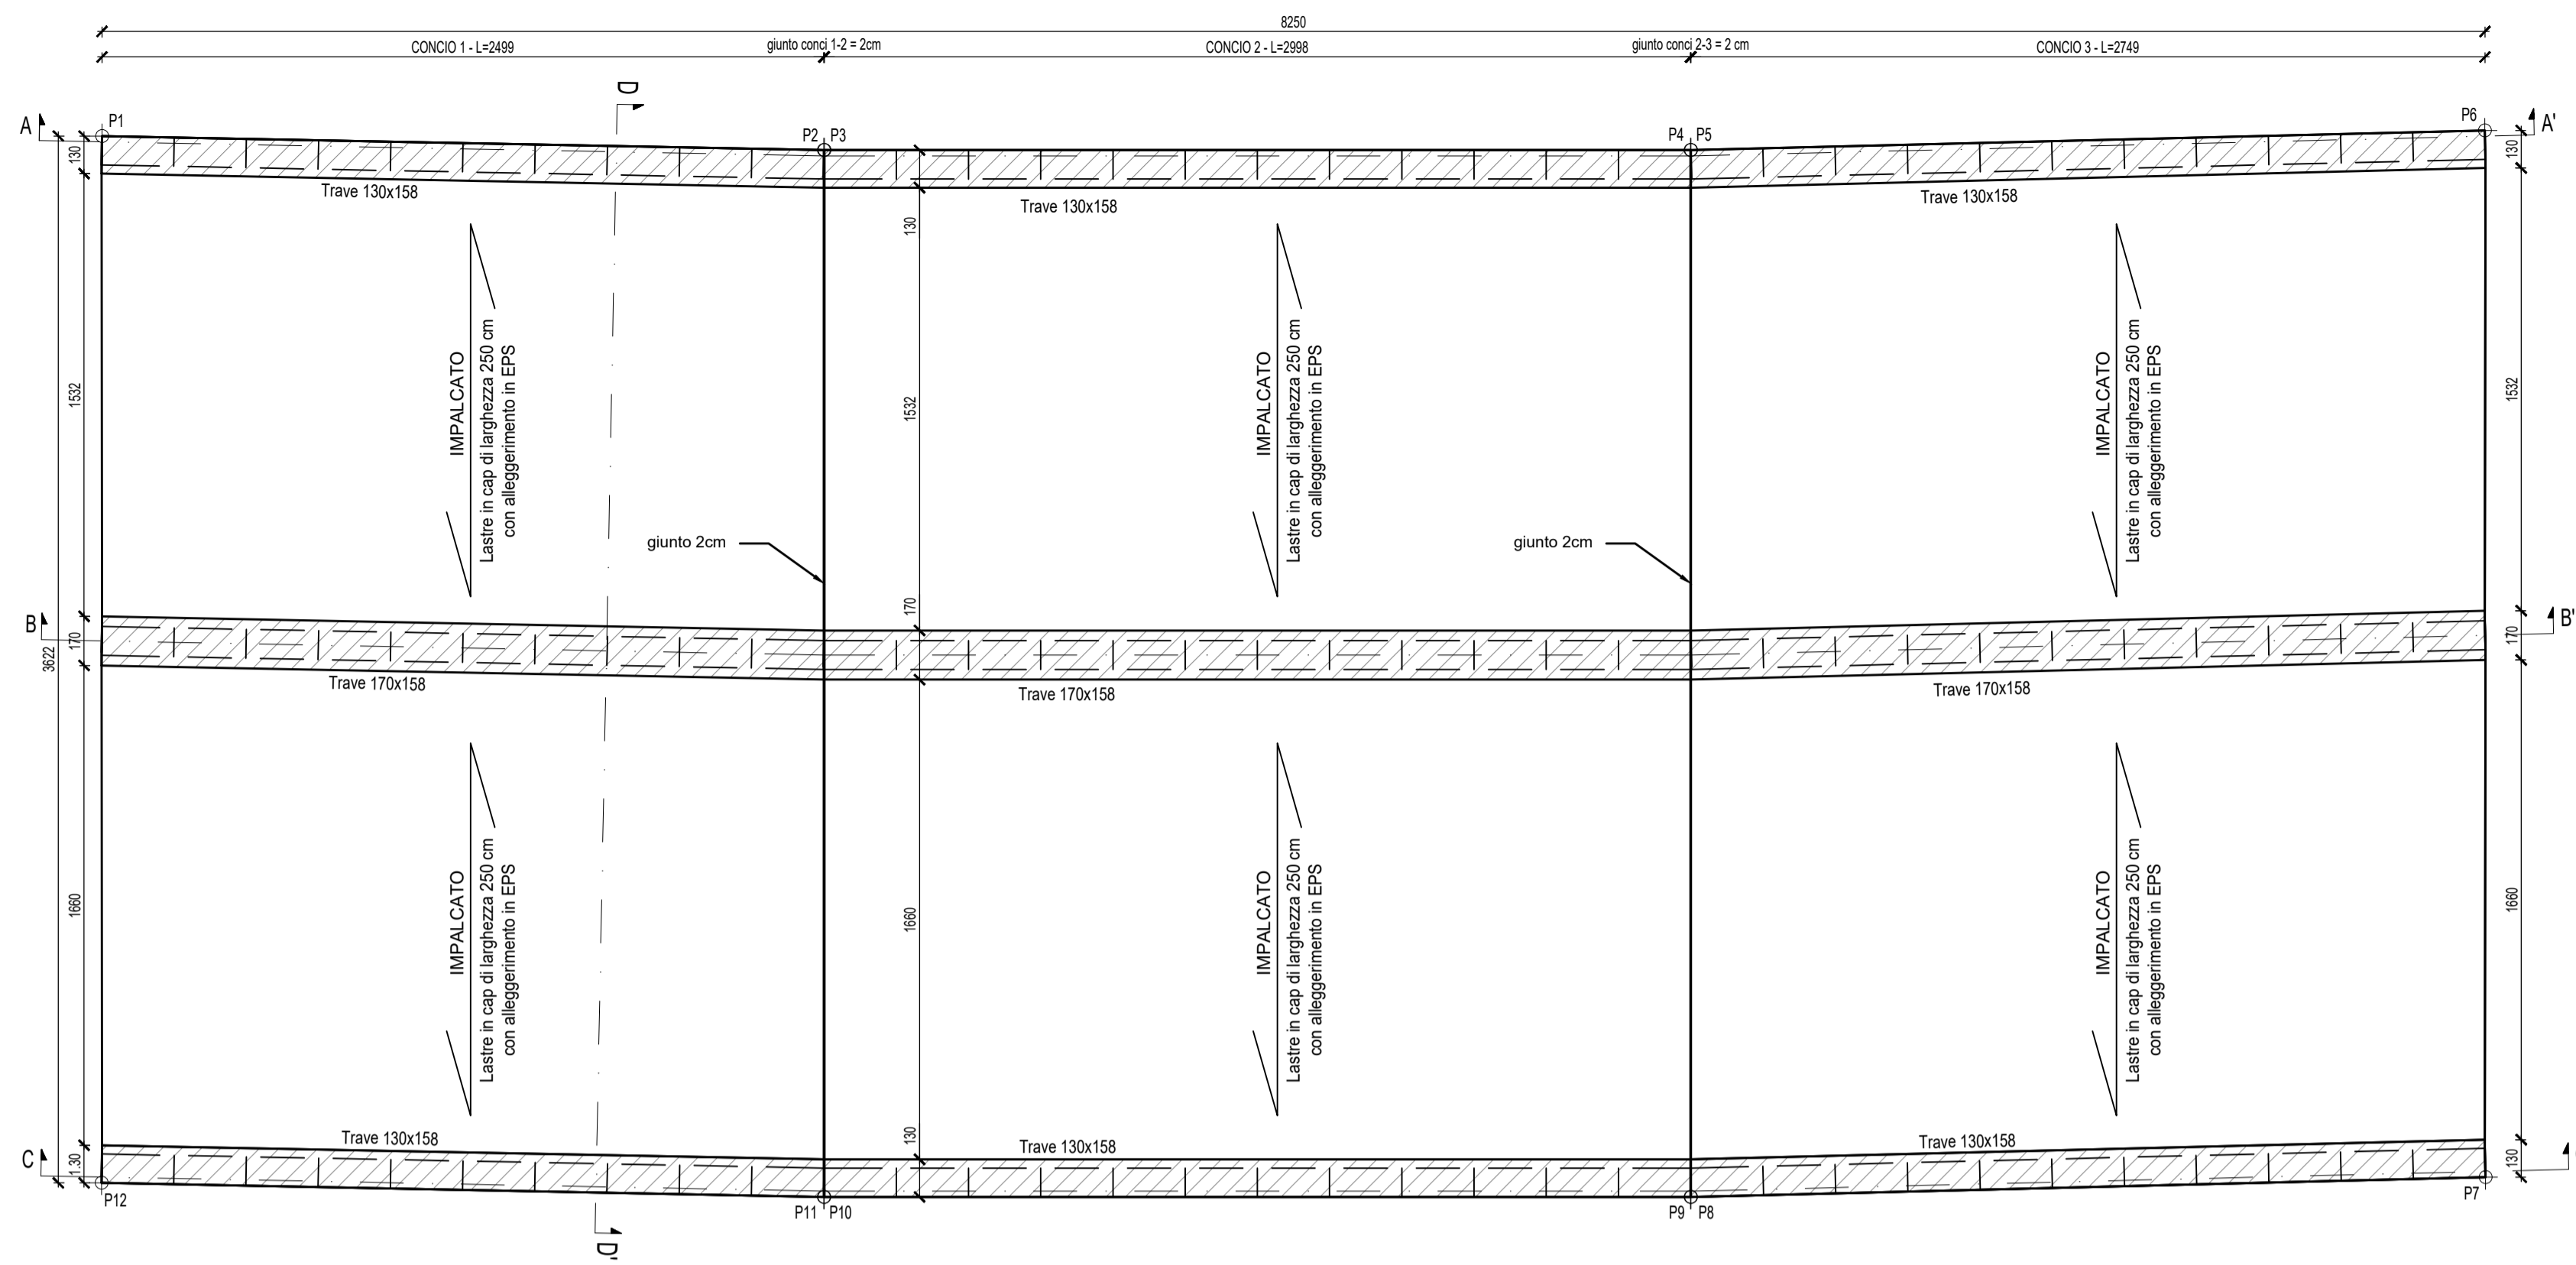 8250
CONCIO 1 - L=2499
giunto conci 1-2 = 2cm
CONCIO 2 - L=2998
giunto conci 2-3 = 2 cm
CONCIO 3 - L=2749
D
A
P1
P2
P3
P4
P5
P6
A'
130
130
Trave 130x158
Trave 130x158
Trave 130x158
130
IMPALCATO
Lastre in cap di larghezza 250 cm
con alleggerimento in EPS
IMPALCATO
Lastre in cap di larghezza 250 cm
con alleggerimento in EPS
IMPALCATO
Lastre in cap di larghezza 250 cm
con alleggerimento in EPS
1532
1532
1532
giunto 2cm
giunto 2cm
170
B
170
3622
B'
170
Trave 170x158
Trave 170x158
Trave 170x158
IMPALCATO
Lastre in cap di larghezza 250 cm
con alleggerimento in EPS
IMPALCATO
Lastre in cap di larghezza 250 cm
con alleggerimento in EPS
IMPALCATO
Lastre in cap di larghezza 250 cm
con alleggerimento in EPS
1660
1660
1660
Trave 130x158
Trave 130x158
Trave 130x158
130
C
1.30
130
P12
P11
P10
P9
P8
P7
D'